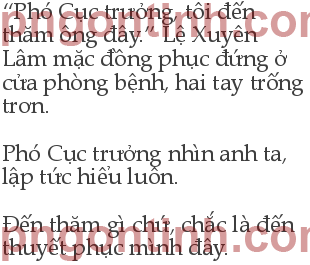 “Phó Cục trưởng, tôi đến
thăm ông đây.” Lệ Xuyên
Lâm mặc đồng phục đứng ở
cửa phòng bệnh, hai tay trống
trơn.
Phó Cục trưởng nhìn anh ta,
lập tức hiểu luôn.
Đến thăm gì chứ, chắc là đến
thuyết phục mình đây.